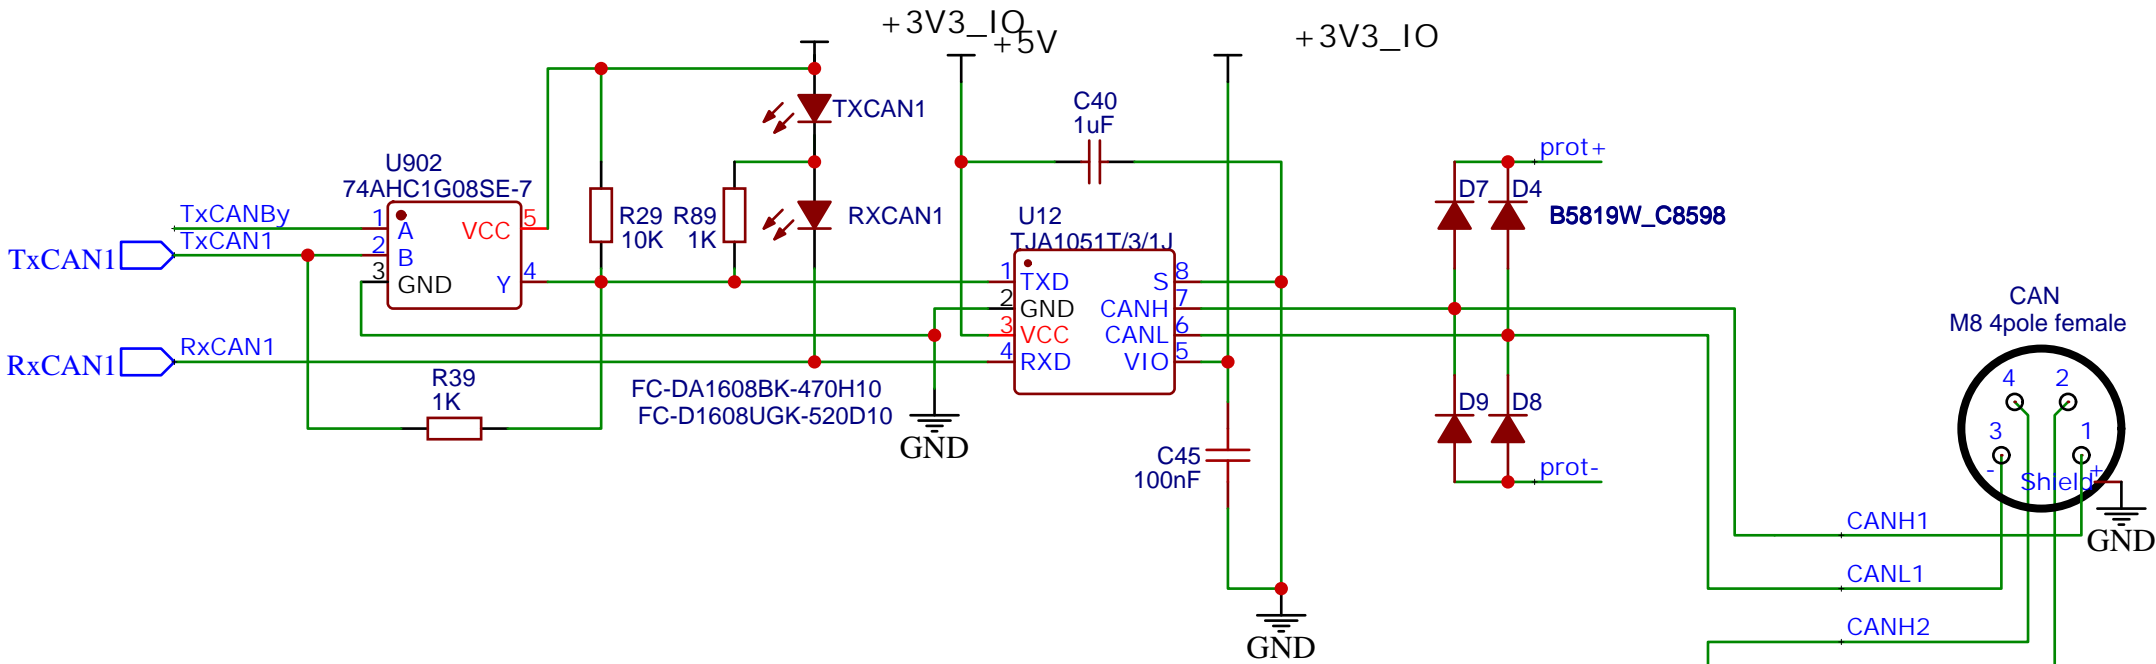 +3V3_IO
+5V
+3V3_IO
TXCAN1
C40
1uF
prot+
U902
74AHC1G08SE-7
TxCANBy
1
A
VCC
5
TxCAN1
TxCAN1
2
B
3
GND
Y
4
R29
10K
R89
1K
RXCAN1
U12
TJA1051T/3/1J
1
TXD
S
8
2
GND
CANH
7
3
VCC
CANL
6
4
RXD
VIO
5
D7
D4
B5819W_C8598
RxCAN1
RxCAN1
R39
1K
FC-DA1608BK-470H10
FC-D1608UGK-520D10
GND
C45
100nF
D9
D8
prot-
GND
CAN
M8 4pole female
4
2
3
1
-
+
Shield
GND
CANH1
CANL1
CANH2